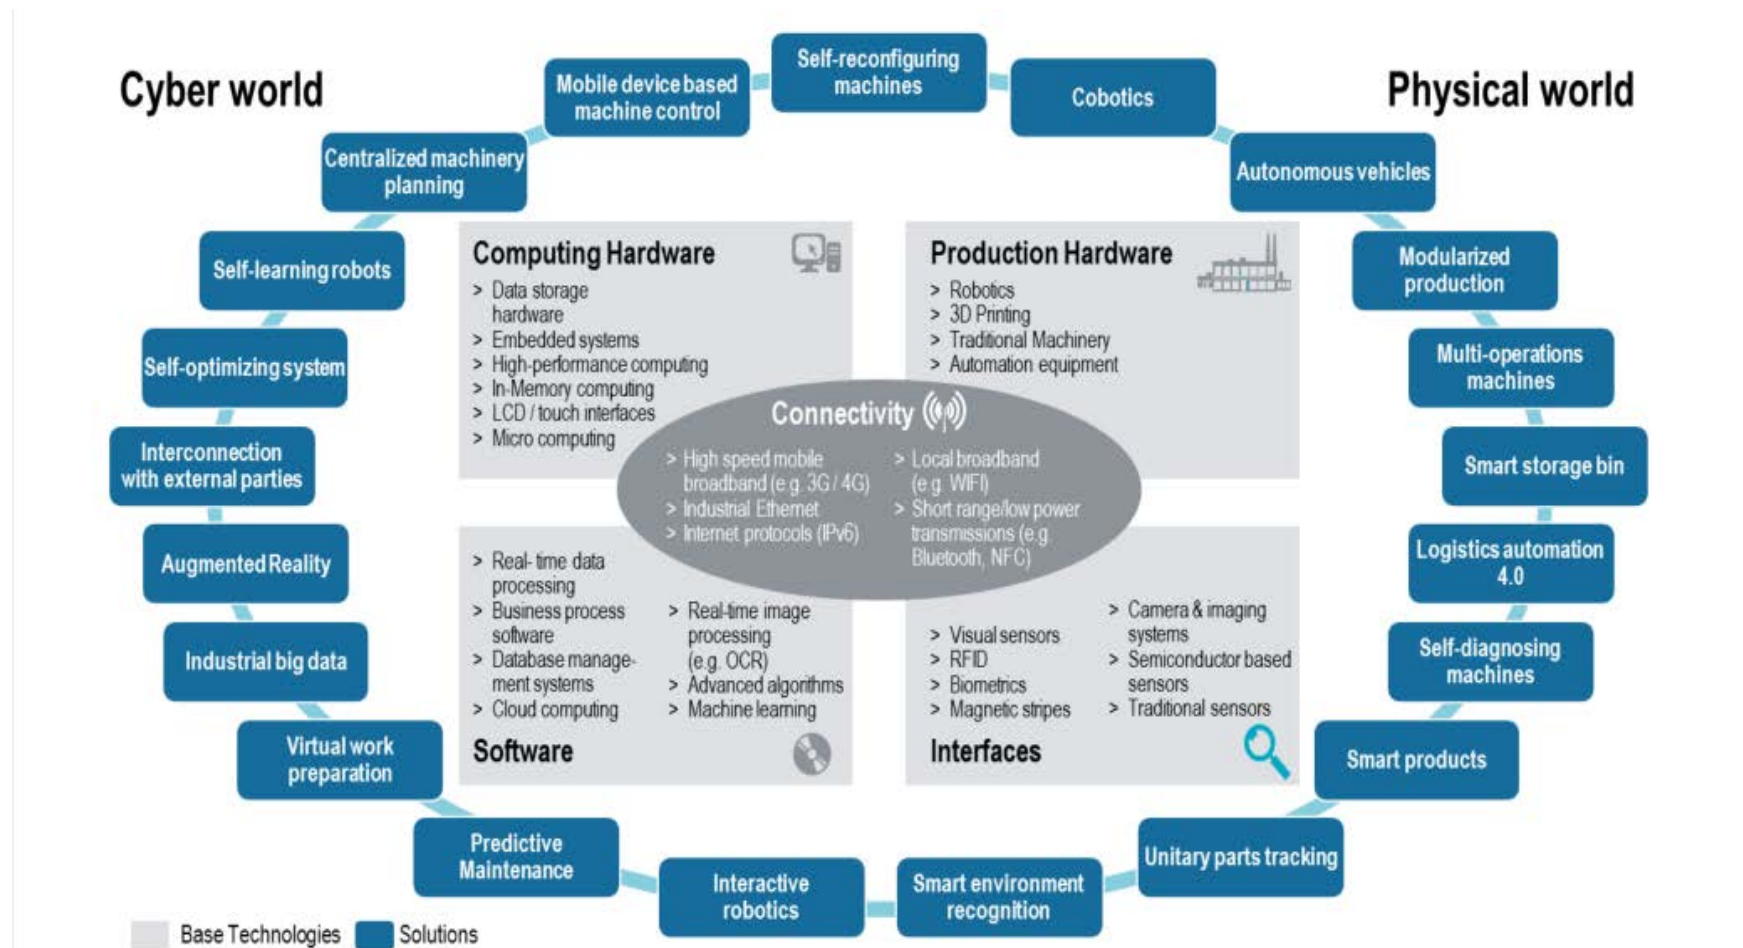 Cyber world
Physical world
Self-reconfiguring
machines
Mobile device based
machine control
Cobotics
Centralized machinery
planning
Autonomous vehicles
Self-learning robots
Modularized
production
Self-optimizing system
Multi-operations
machines
Interconnection
with external parties
Smart storage bin
Augmented Reality
Logistics automation
4.0
Industrial big data
Self-diagnosing
machines
Virtual work
preparation
Smart products
Predictive
Maintenance
Unitary parts tracking
Interactive
robotics
Smart environment
recognition
Computing Hardware
> Data storage
hardware
> Embedded systems
> High-performance computing
> In-Memory computing
> LCD / touch interfaces
> Micro computing
Production Hardware
> Robotics
> 3D Printing
> Traditional Machinery
> Automation equipment
Connectivity
> High speed mobile
broadband (e g. 3G / 4G)
> Industrial Ethernet
> Internet protocols (IPv6)
> Local broadband
(e g. WIFI)
> Short range/low power
transmissions (e.g.
Bluetooth, NFC)
> Real- time data
processing
> Business process
software
> Database manage-
ment systems
> Cloud computing
> Real-time image
processing
(e.g. OCR)
> Advanced algorithms
> Machine learning
Software
> Visual sensors
> RFID
> Biometrics
> Magnetic stripes
> Camera & imaging
systems
> Semiconductor based
sensors
> Traditional sensors
Interfaces
Base Technologies
Solutions